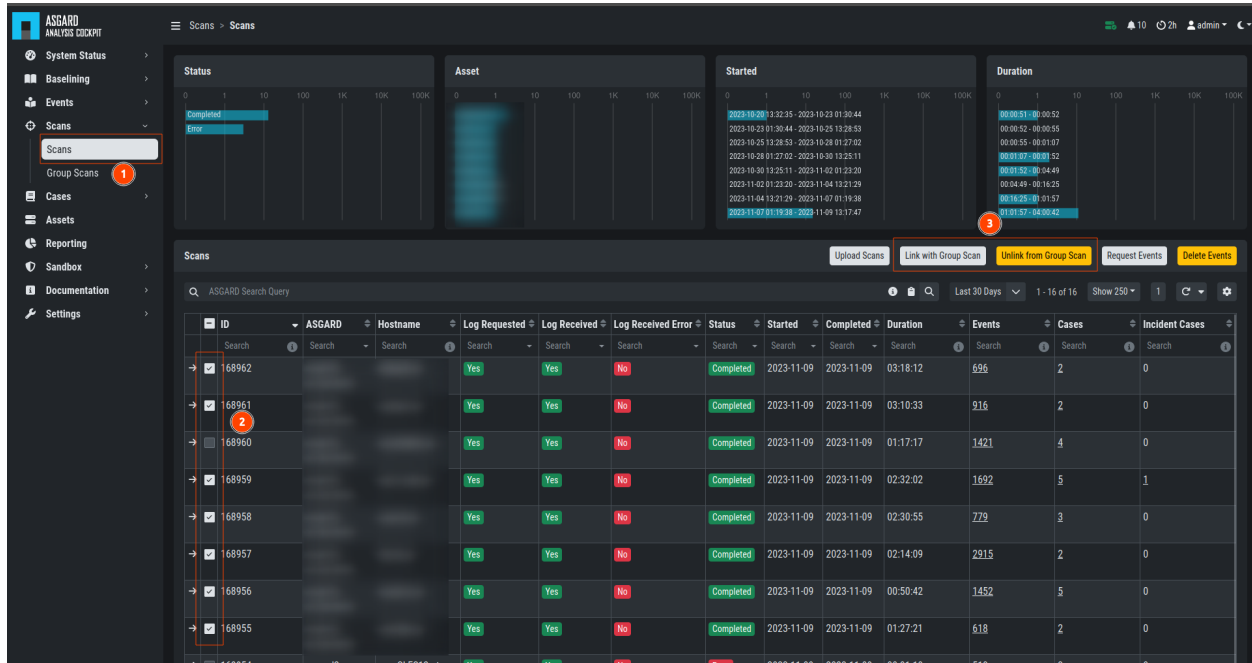 ASGARD
ANALYSIS COCKPIT
Scans > Scans
10 2h admin
System Status
Baselining
Events
Scans
Scans
Group Scans 1
Cases
Assets
Reporting
Sandbox
Documentation
Settings
Status
0 1 10 100 1K 10K 100K
Completed
Error
Asset
0 1 10 100 1K 10K 100K
Started
0 1 10 100 1K 10K 100K
2023-10-20 13:32:35 - 2023-10-23 01:30:44
2023-10-23 01:30:44 - 2023-10-25 13:28:53
2023-10-25 13:28:53 - 2023-10-28 01:27:02
2023-10-28 01:27:02 - 2023-10-30 13:25:11
2023-10-30 13:25:11 - 2023-11-02 01:23:20
2023-11-02 01:23:20 - 2023-11-04 13:21:29
2023-11-04 13:21:29 - 2023-11-07 01:19:38
2023-11-07 01:19:38 - 2023-11-09 13:17:47
Duration
0 1 10 100 1K 10K 100K
00:00:51 - 00:00:52
00:00:52 - 00:00:55
00:00:55 - 00:01:07
00:01:07 - 00:01:52
00:01:52 - 00:04:49
00:04:49 - 00:16:25
00:16:25 - 01:01:57
01:01:57 - 04:00:42
3
Scans Upload Scans Link with Group Scan Unlink from Group Scan Request Events Delete Events
ASGARD Search Query Last 30 Days 1 - 16 of 16 Show 250 1
ID ASGARD Hostname Log Requested Log Received Log Received Error Status Started Completed Duration Events Cases Incident Cases
Search Search Search Search Search Search Search Search Search Search Search Search Search
168962 Yes Yes No Completed 2023-11-09 2023-11-09 03:18:12 696 2 0
168961 Yes Yes No Completed 2023-11-09 2023-11-09 03:10:33 916 2 0
2
168960 Yes Yes No Completed 2023-11-09 2023-11-09 01:17:17 1421 4 0
168959 Yes Yes No Completed 2023-11-09 2023-11-09 02:32:02 1692 5 1
168958 Yes Yes No Completed 2023-11-09 2023-11-09 02:30:55 779 3 0
168957 Yes Yes No Completed 2023-11-09 2023-11-09 02:14:09 2915 2 0
168956 Yes Yes No Completed 2023-11-09 2023-11-09 00:50:42 1452 5 0
168955 Yes Yes No Completed 2023-11-09 2023-11-09 01:27:21 618 2 0